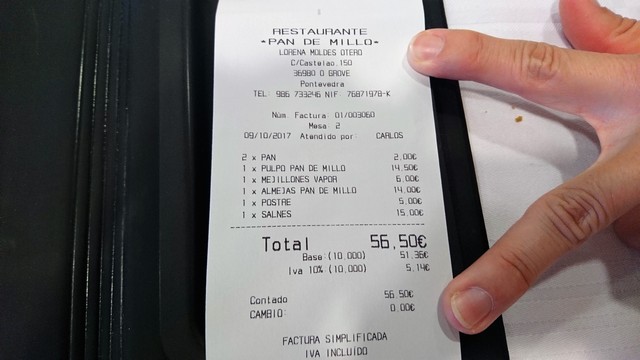 RESTAURANTE
*PAN DE MILLO*
LORENA MOLDES OTERO
C/Castelao,150
36980 O GROVE
Pontevedra
TEL: 986 733246 NIF: 76871978-K
Núm. Factura: 01/003060
Mesa: 2
09/10/2017 Atendido por: CARLOS
2 x PAN 2,00€
1 x PULPO PAN DE MILLO 14,50€
1 x MEJILLONES VAPOR 6,00€
1 x ALMEJAS PAN DE MILLO 14,00€
1 x POSTRE 5,00€
1 x SALNES 15,00€
Total 56,50€
Base (10,000) 51,36€
Iva 10% (10,000) 5,14€
Contado 56,50€
CAMBIO: 0,00€
FACTURA SIMPLIFICADA
IVA INCLUÍDO